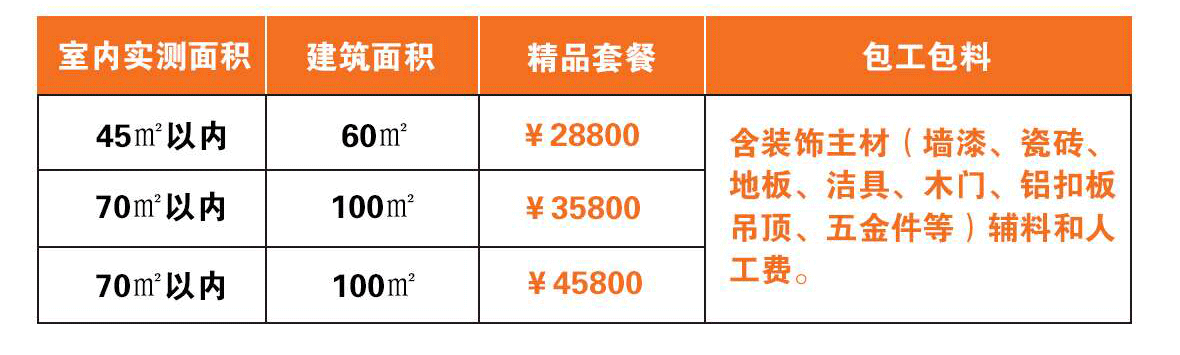 室内实测面积 建筑面积 精品套餐 包工包料
45㎡以内 60㎡ ¥28800
70㎡以内 100㎡ ¥35800
70㎡以内 100㎡ ¥45800
含装饰主材（墙漆、瓷砖、
地板、洁具、木门、铝扣板
吊顶、五金件等）辅料和人
工费。